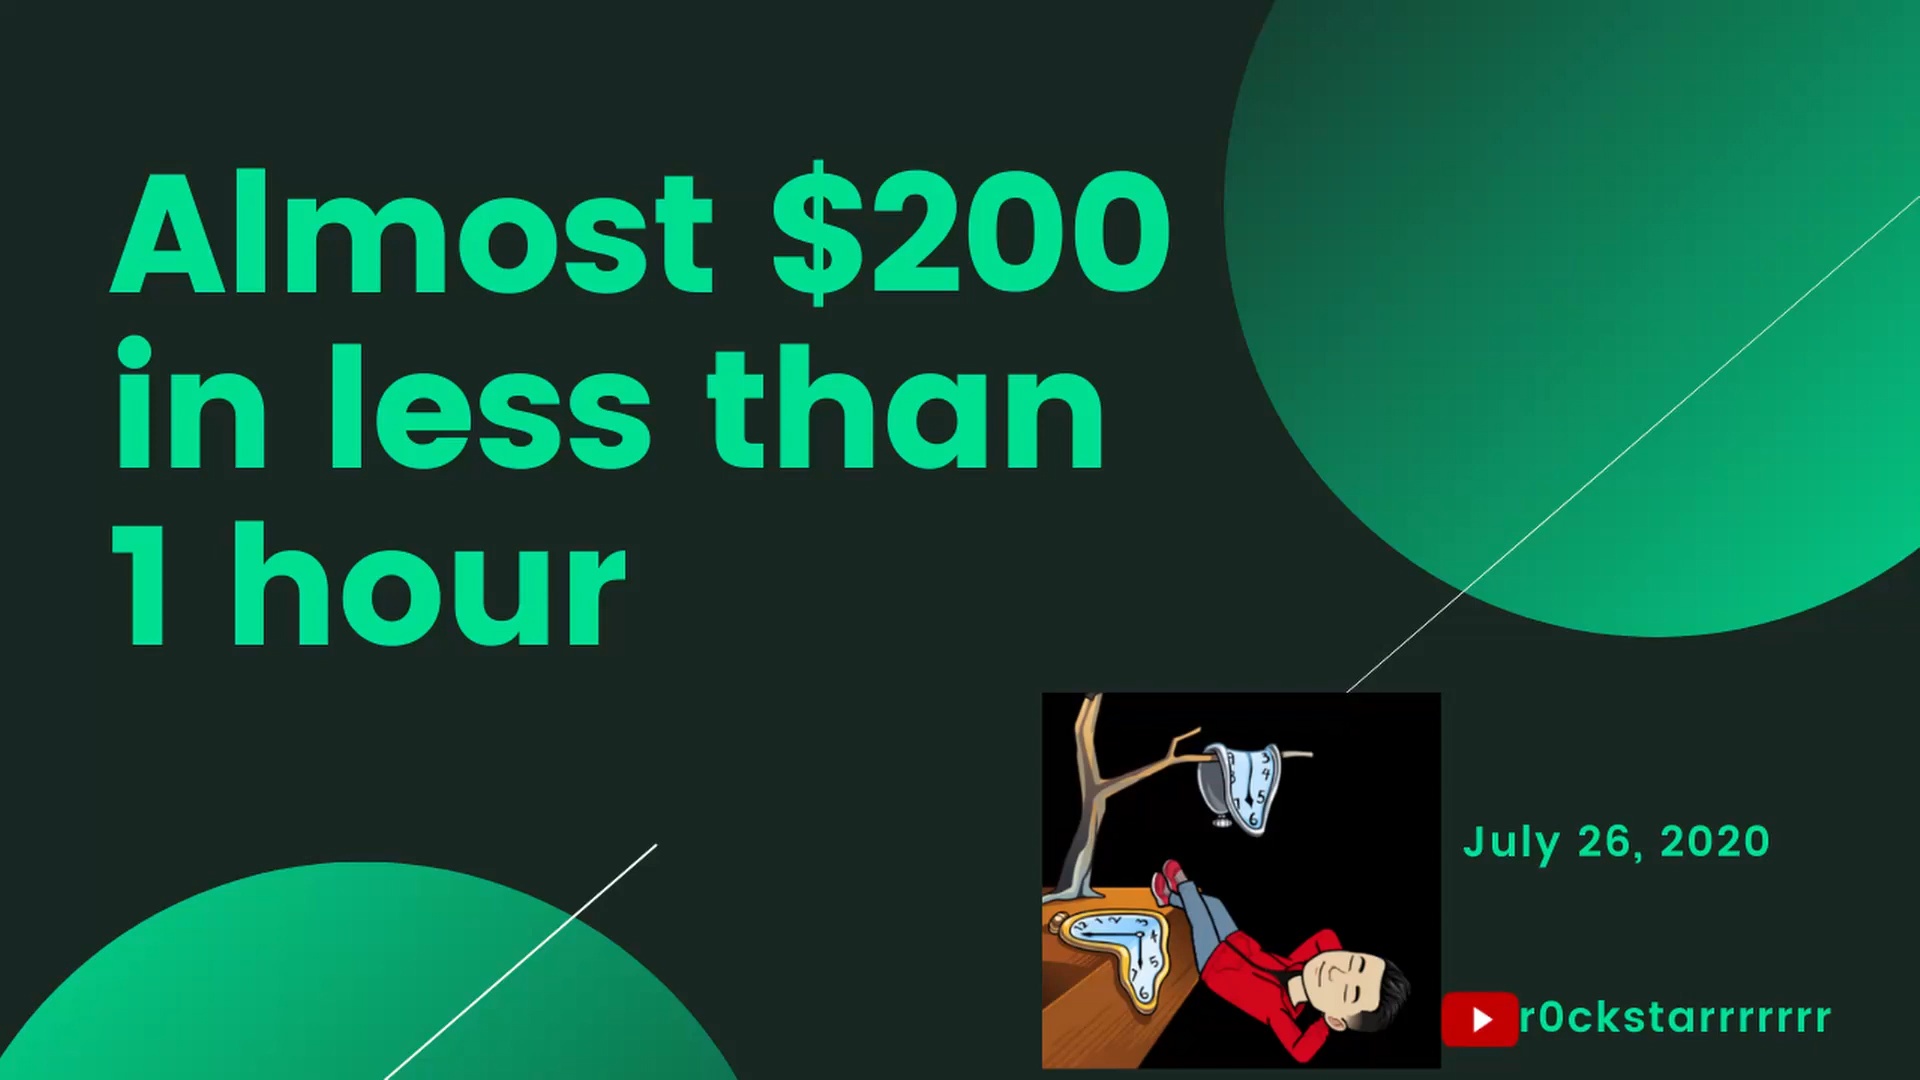 Almost $200
in less than
1 hour
July 26, 2020
r0ckstarrrrrrr